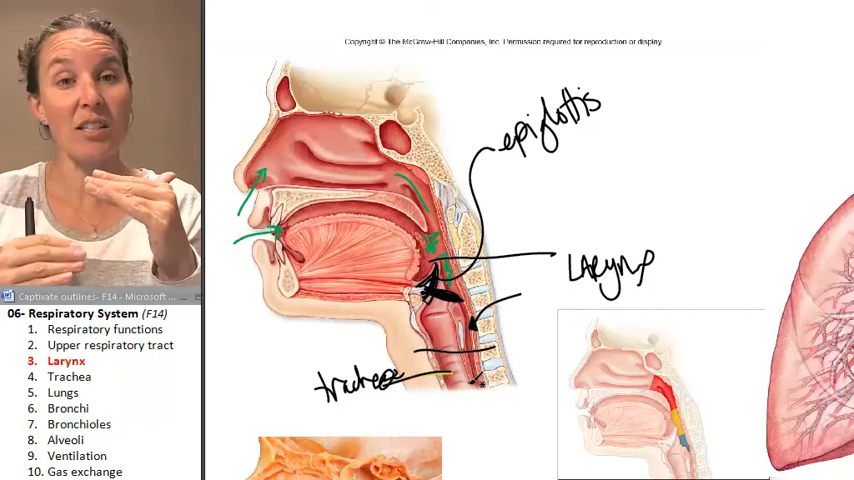 Copyright © The McGraw-Hill Companies, Inc. Permission required for reproduction or display.
epiglottis
Larynx
trachea
Captivate outlines- F14 - Microsoft ...
06- Respiratory System (F14)
1. Respiratory functions
2. Upper respiratory tract
3. Larynx
4. Trachea
5. Lungs
6. Bronchi
7. Bronchioles
8. Alveoli
9. Ventilation
10. Gas exchange